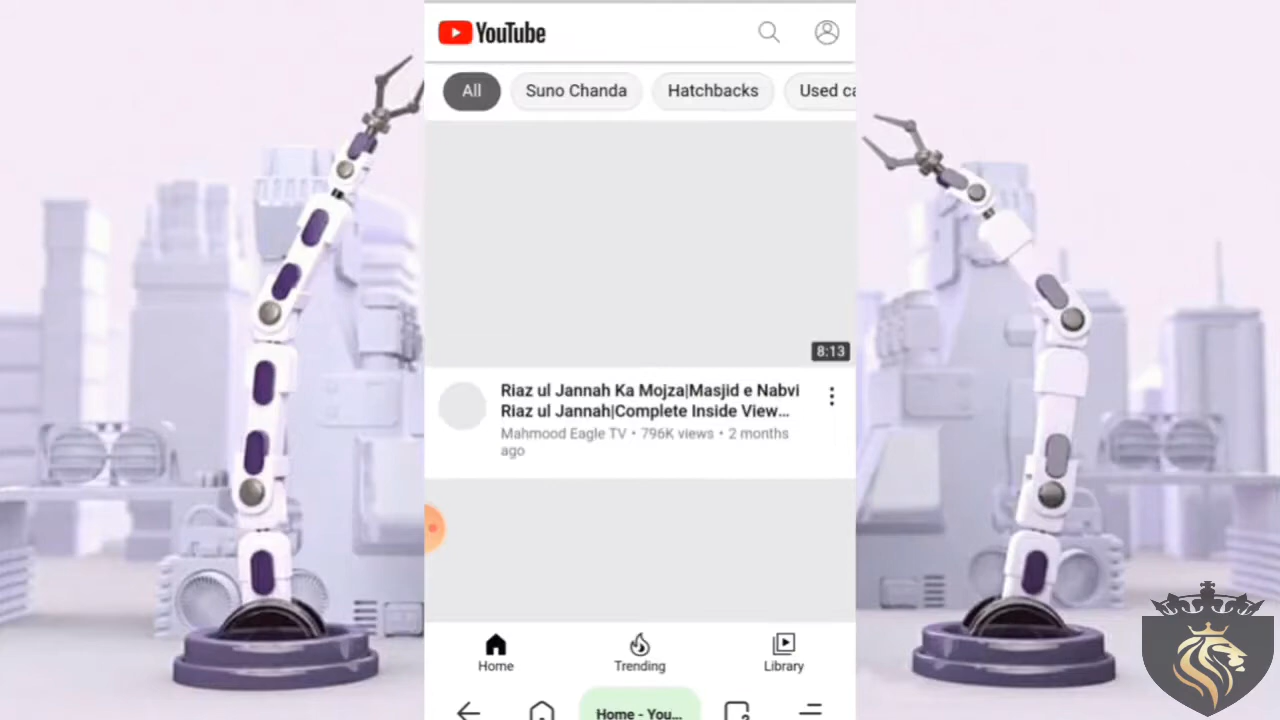 YouTube
All
Suno Chanda
Hatchbacks
Used ca
8:13
Riaz ul Jannah Ka Mojza|Masjid e Nabvi
Riaz ul Jannah|Complete Inside View...
Mahmood Eagle TV • 796K views • 2 months
ago
Home
Trending
Library
Home - You...